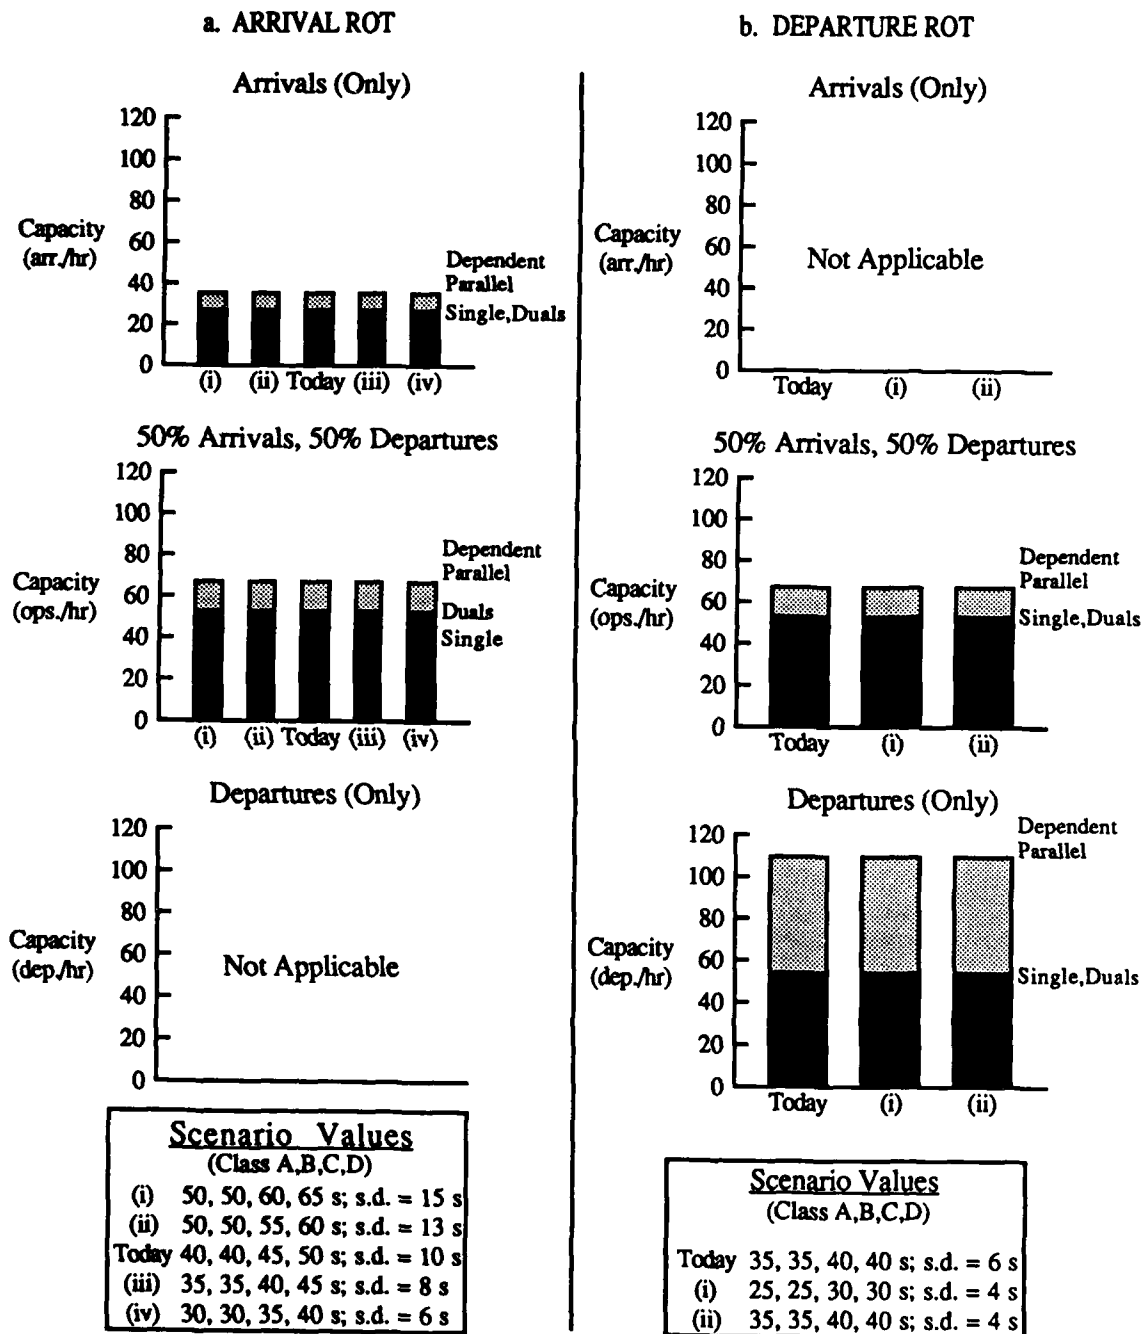 a. ARRIVAL ROT
Arrivals (Only)
120
100
80
60
40
20
0
Capacity
(arr./hr)
Dependent
Parallel
Single,Duals
(i) (ii) Today (iii) (iv)
50% Arrivals, 50% Departures
120
100
80
60
40
20
0
Capacity
(ops./hr)
Dependent
Parallel
Duals
Single
(i) (ii) Today (iii) (iv)
Departures (Only)
120
100
80
60
40
20
0
Capacity
(dep./hr)
Not Applicable
Scenario Values
(Class A,B,C,D)
(i) 50, 50, 60, 65 s; s.d. = 15 s
(ii) 50, 50, 55, 60 s; s.d. = 13 s
Today 40, 40, 45, 50 s; s.d. = 10 s
(iii) 35, 35, 40, 45 s; s.d. = 8 s
(iv) 30, 30, 35, 40 s; s.d. = 6 s
b. DEPARTURE ROT
Arrivals (Only)
120
100
80
60
40
20
0
Capacity
(arr./hr)
Not Applicable
Today (i) (ii)
50% Arrivals, 50% Departures
120
100
80
60
40
20
0
Capacity
(ops./hr)
Dependent
Parallel
Single,Duals
Today (i) (ii)
Departures (Only)
120
100
80
60
40
20
0
Capacity
(dep./hr)
Dependent
Parallel
Single,Duals
Today (i) (ii)
Scenario Values
(Class A,B,C,D)
Today 35, 35, 40, 40 s; s.d. = 6 s
(i) 25, 25, 30, 30 s; s.d. = 4 s
(ii) 35, 35, 40, 40 s; s.d. = 4 s